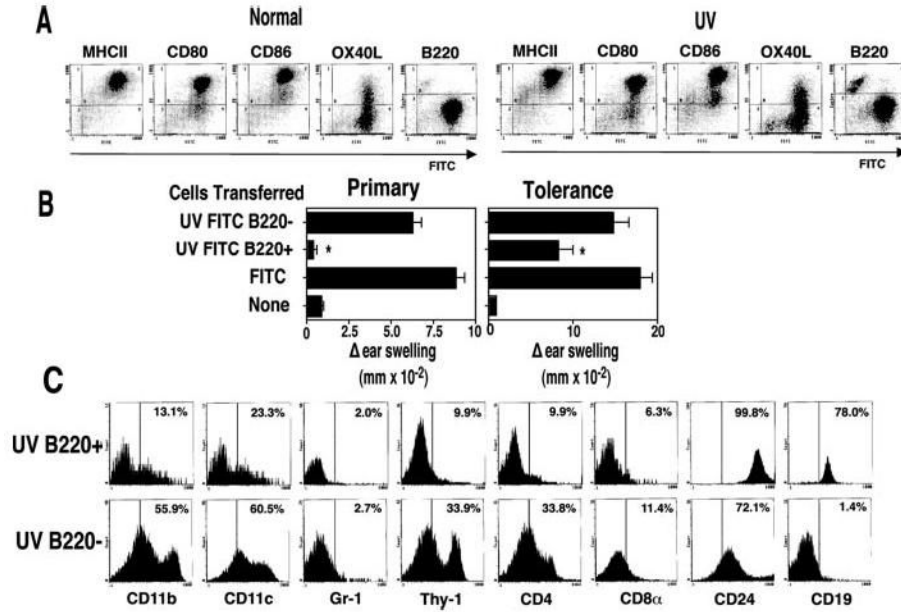 A
Normal
UV
MHCII CD80 CD86 OX40L B220 MHCII CD80 CD86 OX40L B220
FITC FITC
B
Cells Transferred Primary Tolerance
UV FITC B220-
UV FITC B220+ * *
FITC
None
0 2.5 5.0 7.5 10 0 10 20
Δ ear swelling Δ ear swelling
(mm x 10⁻²) (mm x 10⁻²)
C
UV B220+ 13.1% 23.3% 2.0% 9.9% 9.9% 6.3% 99.8% 78.0%
UV B220- 55.9% 60.5% 2.7% 33.9% 33.8% 11.4% 72.1% 1.4%
CD11b CD11c Gr-1 Thy-1 CD4 CD8α CD24 CD19